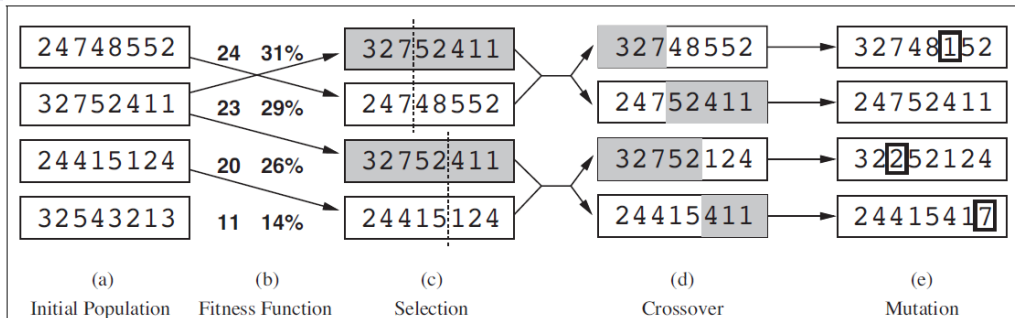 24748552 24 31% 32752411 32748552 32748152
32752411 23 29% 24748552 24752411 24752411
24415124 20 26% 32752411 32752124 32252124
32543213 11 14% 24415124 24415411 24415417
(a) (b) (c) (d) (e)
Initial Population Fitness Function Selection Crossover Mutation